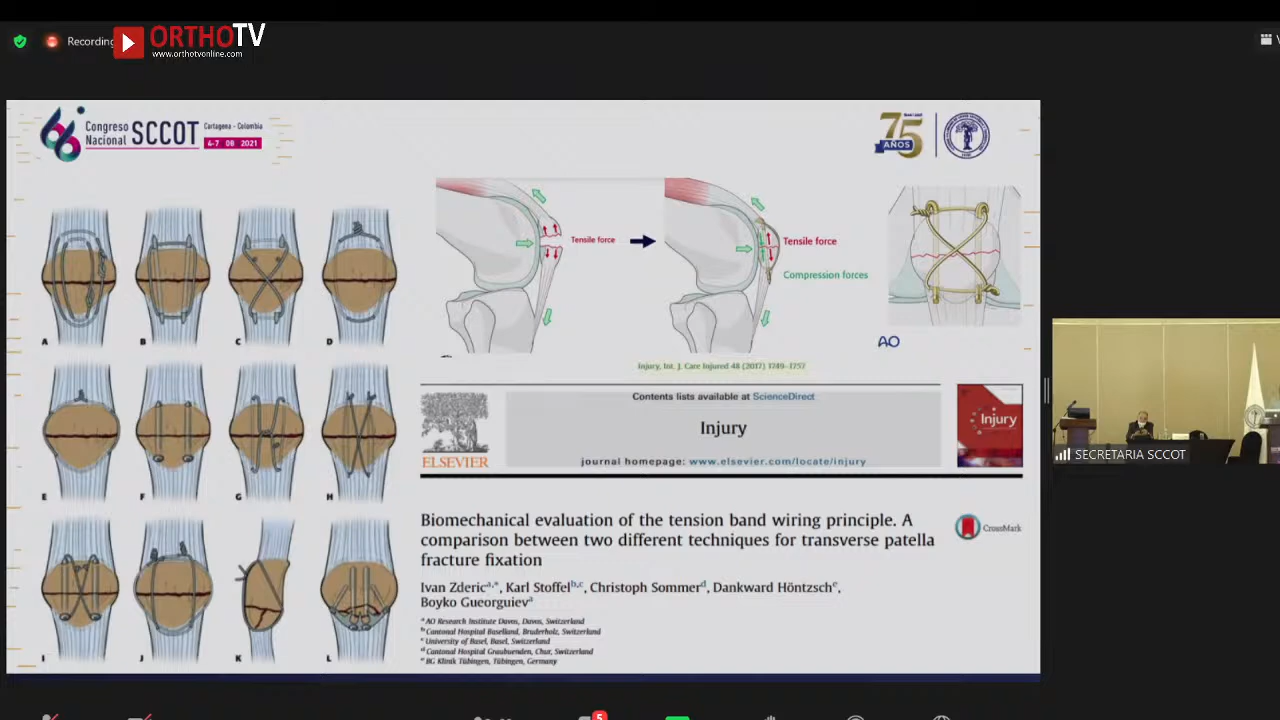 Recording
ORTHOTV
www.orthotvonline.com
Congreso
Nacional SCCOT
Cartagena - Colombia
4-7 08 2021
75
AÑOS
A
B
C
D
E
F
G
H
I
J
K
L
Tensile force
Tensile force
Compression forces
AO
Injury, Int. J. Care Injured 48 (2017) 1749–1757
Contents lists available at ScienceDirect
Injury
journal homepage: www.elsevier.com/locate/injury
ELSEVIER
Injury
Biomechanical evaluation of the tension band wiring principle. A
comparison between two different techniques for transverse patella
fracture fixation
CrossMark
Ivan Zderic a,*, Karl Stoffel b,c, Christoph Sommer d, Dankward Höntzsch e,
Boyko Gueorguiev a
a AO Research Institute Davos, Davos, Switzerland
b Cantonal Hospital Baselland, Bruderholz, Switzerland
c University of Basel, Basel, Switzerland
d Cantonal Hospital Graubuenden, Chur, Switzerland
e BG Klinik Tübingen, Tübingen, Germany
SECRETARIA SCCOT
5